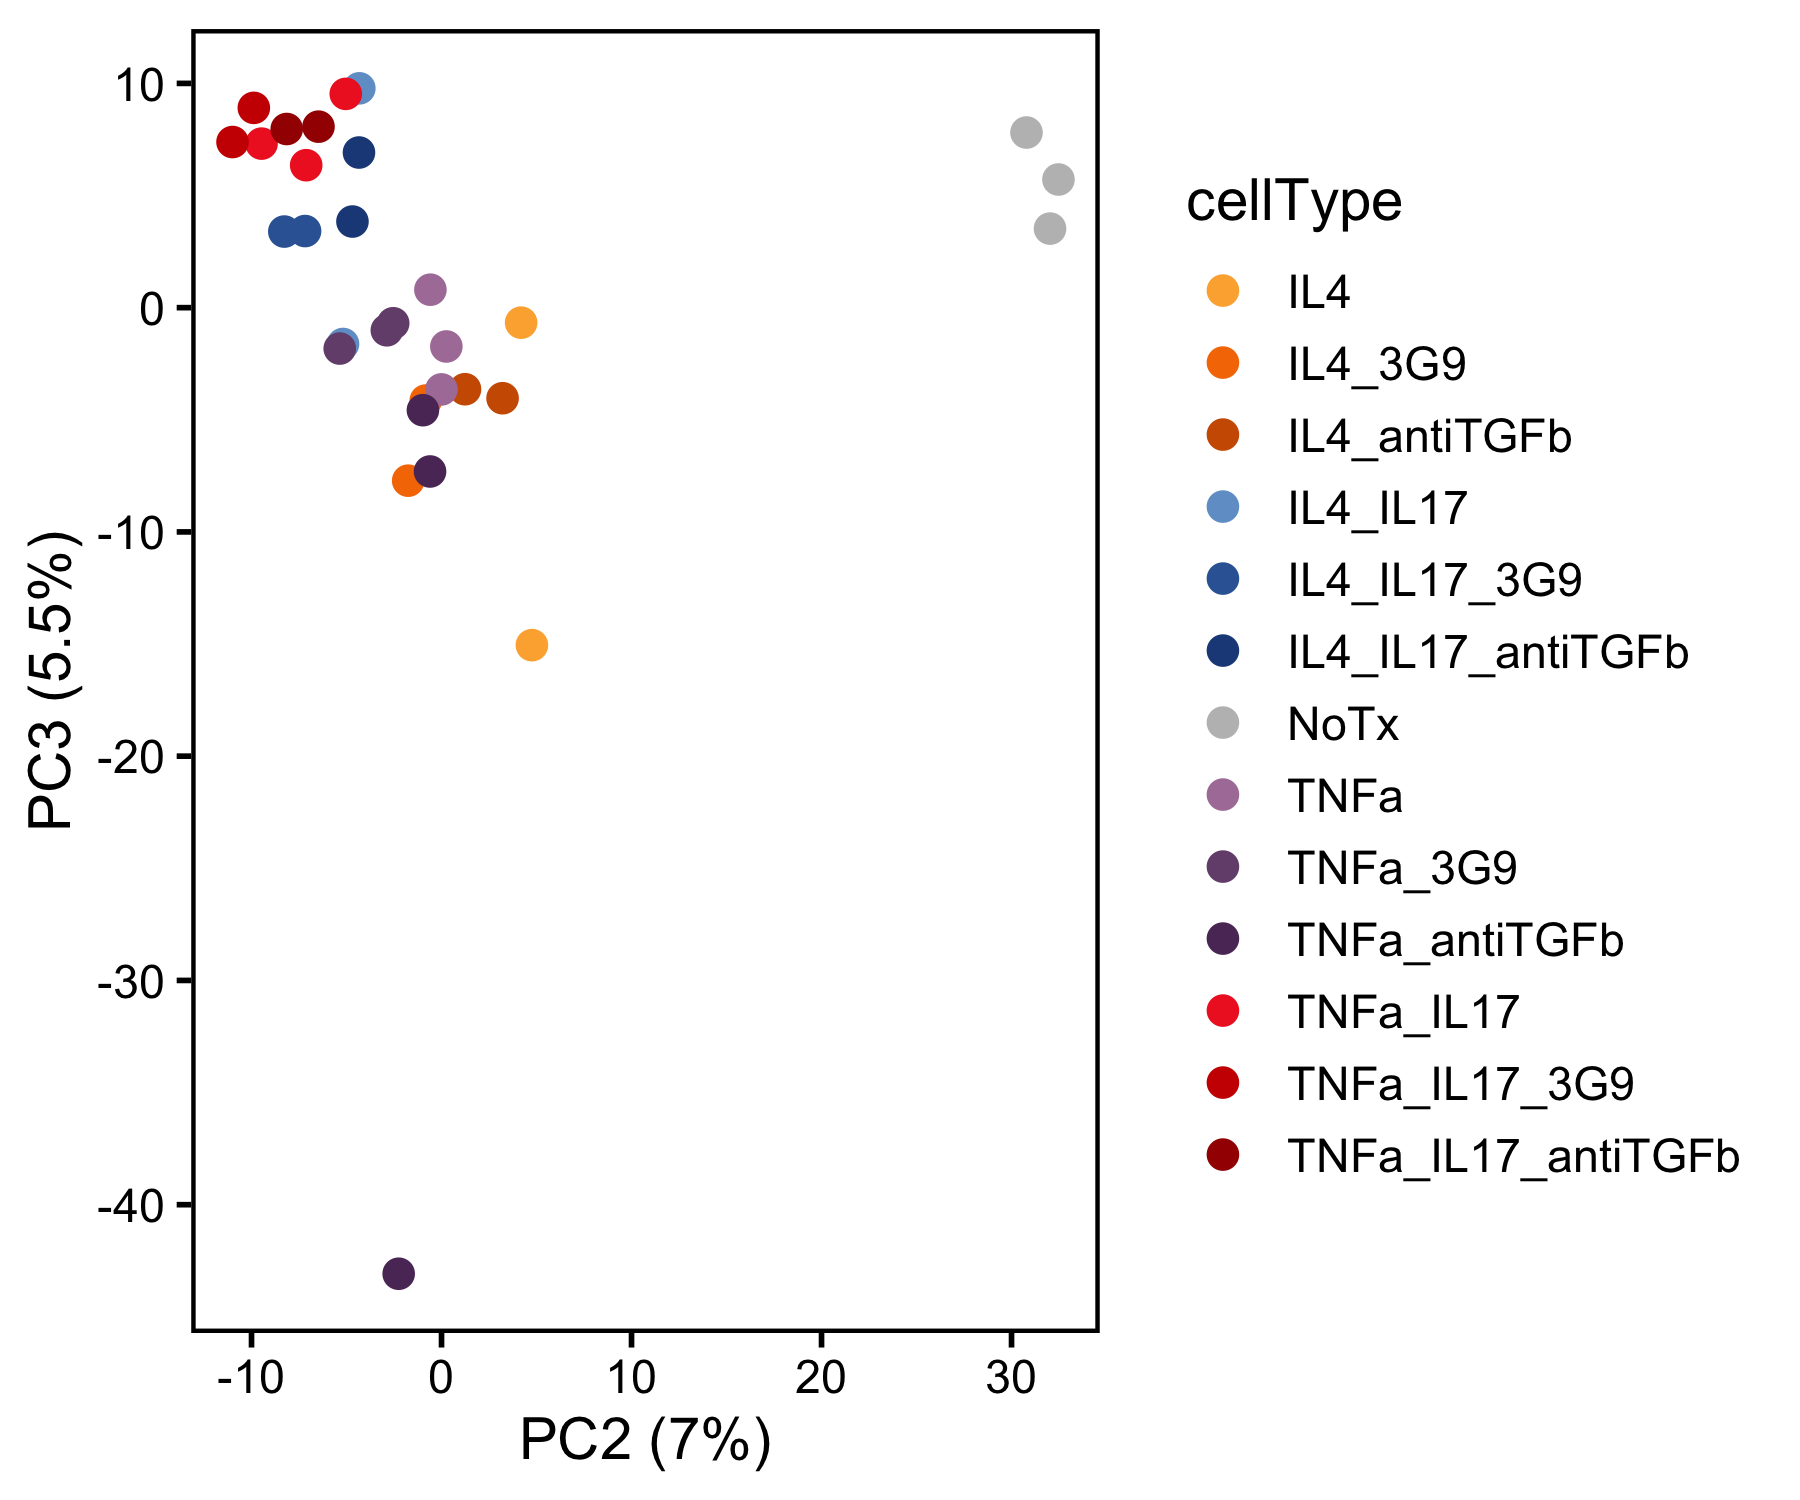 10
0
-10
-20
-30
-40
PC3 (5.5%)
-10
0
10
20
30
PC2 (7%)
cellType
IL4
IL4_3G9
IL4_antiTGFb
IL4_IL17
IL4_IL17_3G9
IL4_IL17_antiTGFb
NoTx
TNFa
TNFa_3G9
TNFa_antiTGFb
TNFa_IL17
TNFa_IL17_3G9
TNFa_IL17_antiTGFb